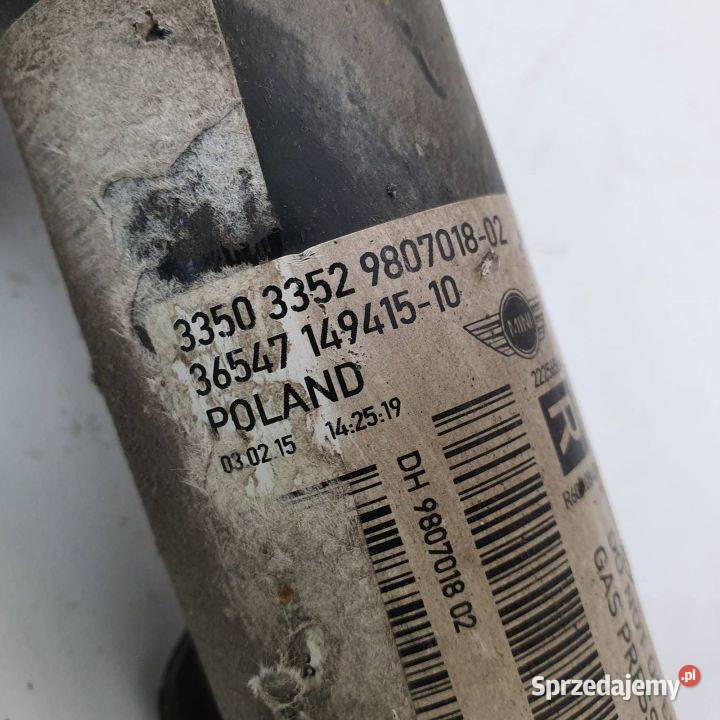 3350 3352 9807018-02
36547 149415-10
POLAND
03.02.15 14:25:19
MINI
R
DH 9807018 02
GAS
Sprzedajemy.pl